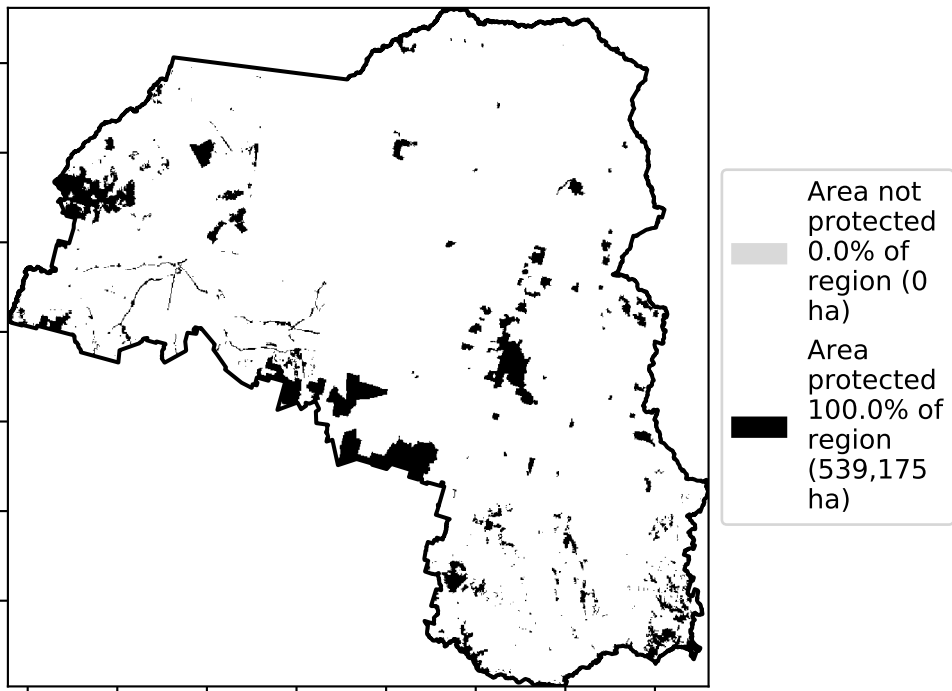 Area not
protected
0.0% of
region (0
ha)
Area
protected
100.0% of
region
(539,175
ha)